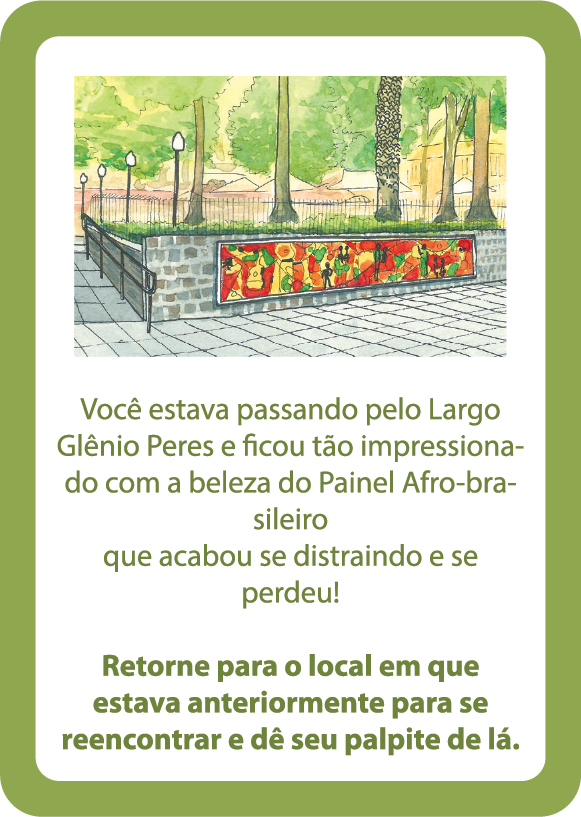 Você estava passando pelo Largo
Glênio Peres e ficou tão impressiona-
do com a beleza do Painel Afro-bra-
sileiro
que acabou se distraindo e se
perdeu!
Retorne para o local em que
estava anteriormente para se
reencontrar e dê seu palpite de lá.